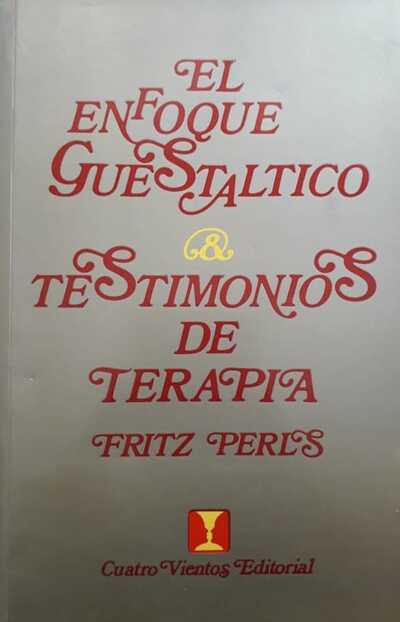 EL
ENFOQUE
GUESTALTICO
&
TESTIMONIOS
DE
TERAPIA
FRITZ PERLS
Cuatro Vientos Editorial